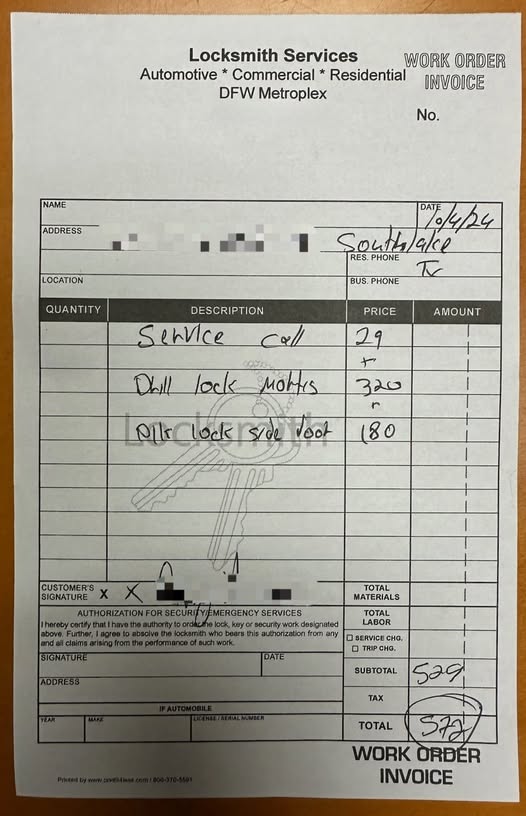 Locksmith Services
Automotive * Commercial * Residential
DFW Metroplex
WORK ORDER
INVOICE
No.
NAME
DATE 10/4/24
ADDRESS Southlake
RES. PHONE Tx
LOCATION
BUS. PHONE
QUANTITY DESCRIPTION PRICE AMOUNT
Service call 29
+
Drill lock 320
+
lock side door 180
Locksmith
CUSTOMER'S SIGNATURE X X
TOTAL MATERIALS
AUTHORIZATION FOR SECURITY/EMERGENCY SERVICES
I hereby certify that I have the authority to order the lock, key or security work designated
above. Further, I agree to absolve the locksmith who bears this authorization from any
and all claims arising from the performance of such work.
TOTAL LABOR
SERVICE CHG.
TRIP CHG.
SIGNATURE DATE
SUBTOTAL 529
ADDRESS
TAX
IF AUTOMOBILE
YEAR MAKE LICENSE / SERIAL NUMBER
TOTAL 572
WORK ORDER
INVOICE